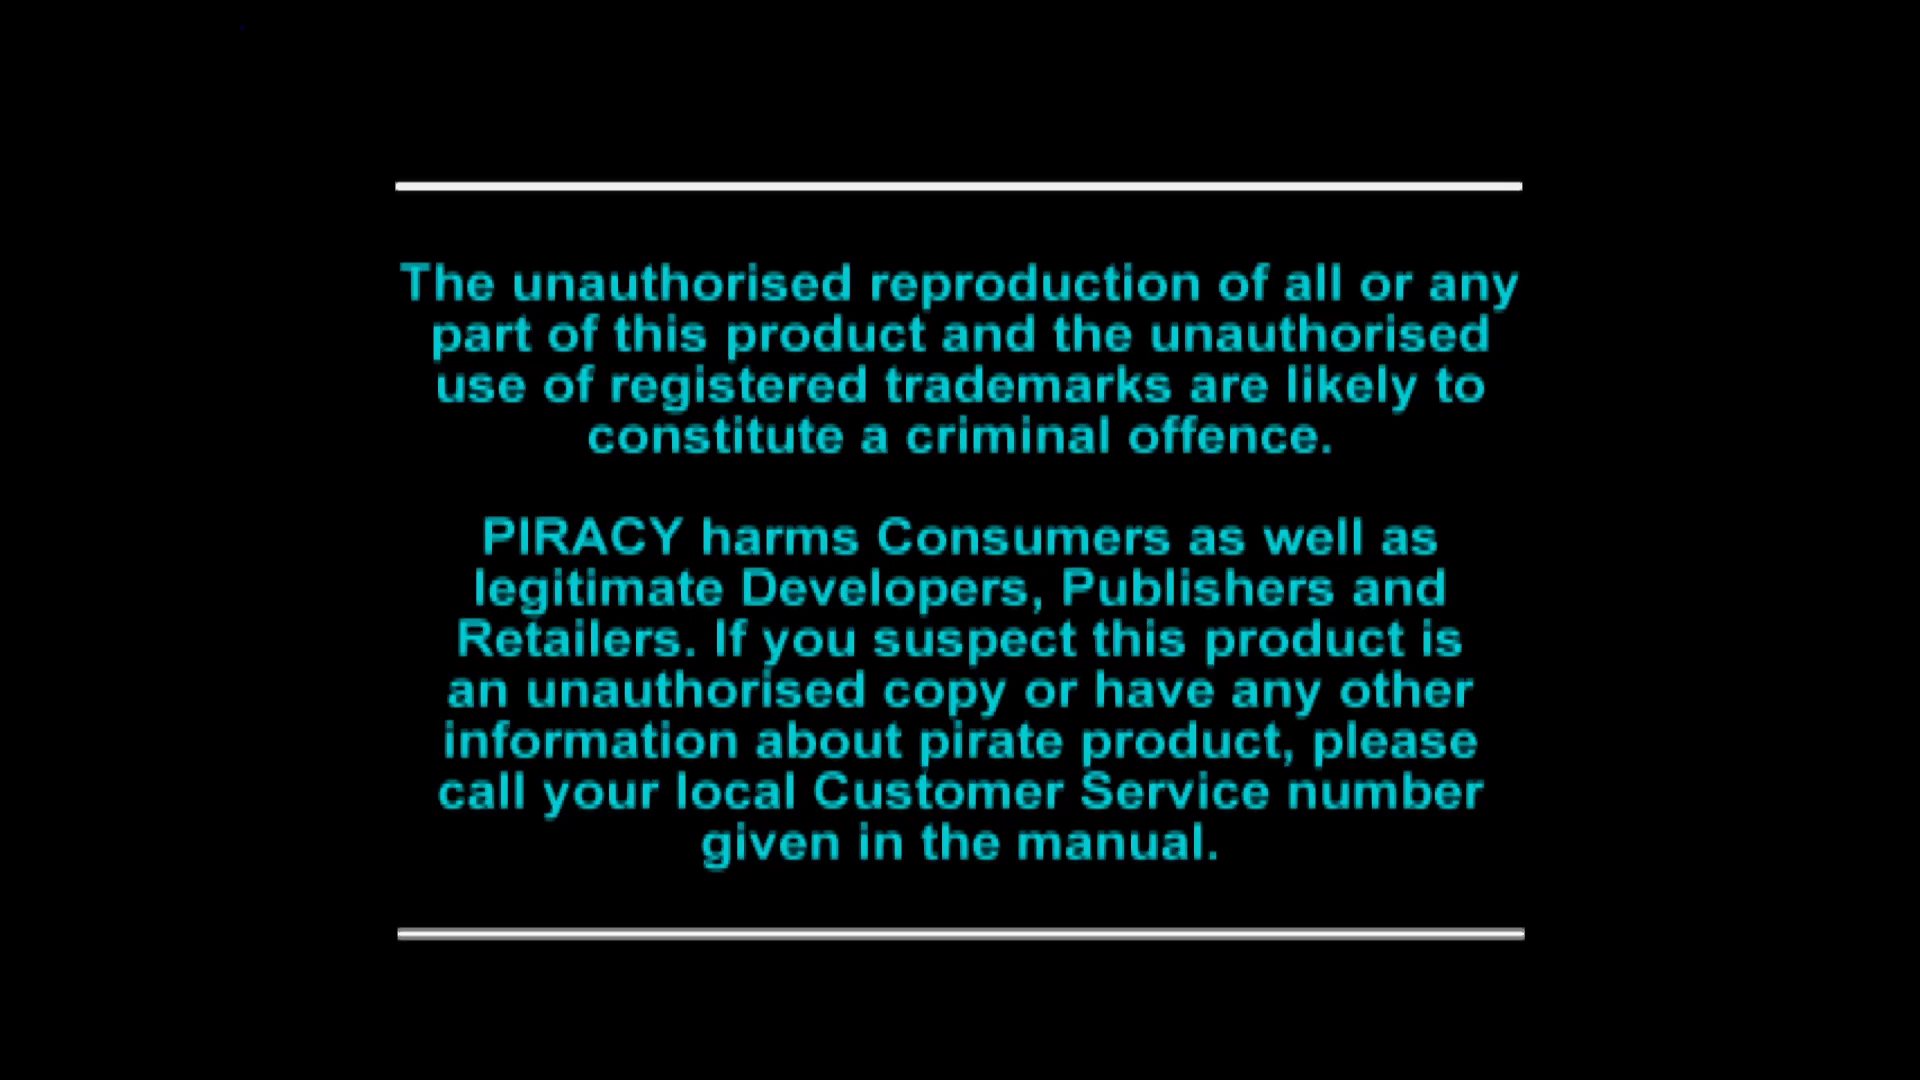 The unauthorised reproduction of all or any
part of this product and the unauthorised
use of registered trademarks are likely to
constitute a criminal offence.
PIRACY harms Consumers as well as
legitimate Developers, Publishers and
Retailers. If you suspect this product is
an unauthorised copy or have any other
information about pirate product, please
call your local Customer Service number
given in the manual.